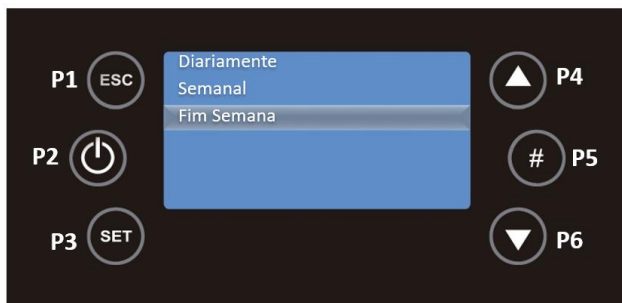 P1
ESC
P2
P3
SET
Diariamente
Semanal
Fim Semana
P4
#
P5
P6